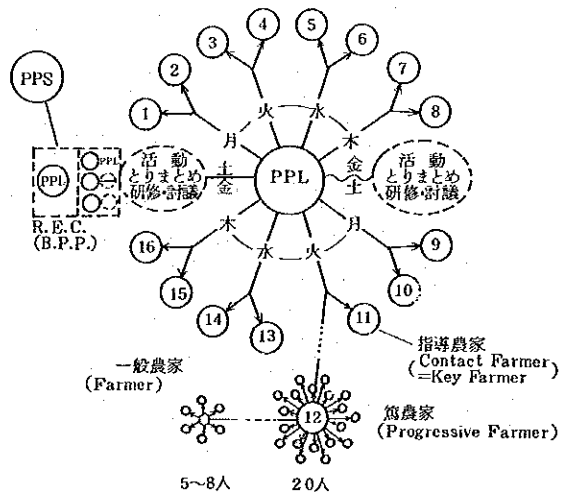 4
5
3
6
PPS
2
7
1
火
水
8
月
木
PPL
活動
とりまとめ
研修・討議
土
金
PPL
金
土
活動
とりまとめ
研修・討議
PPL
R.E.C.
(B.P.P.)
木
月
16
水
火
9
15
10
14
13
11
指導農家
(Contact Farmer
=Key Farmer)
一般農家
(Farmer)
12
篤農家
(Progressive Farmer)
5~8人
20人